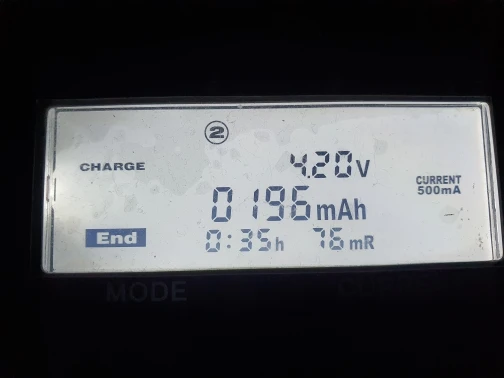 2
CHARGE 4.20V
CURRENT
500mA
0196mAh
End 0:35h 76mR
MODE